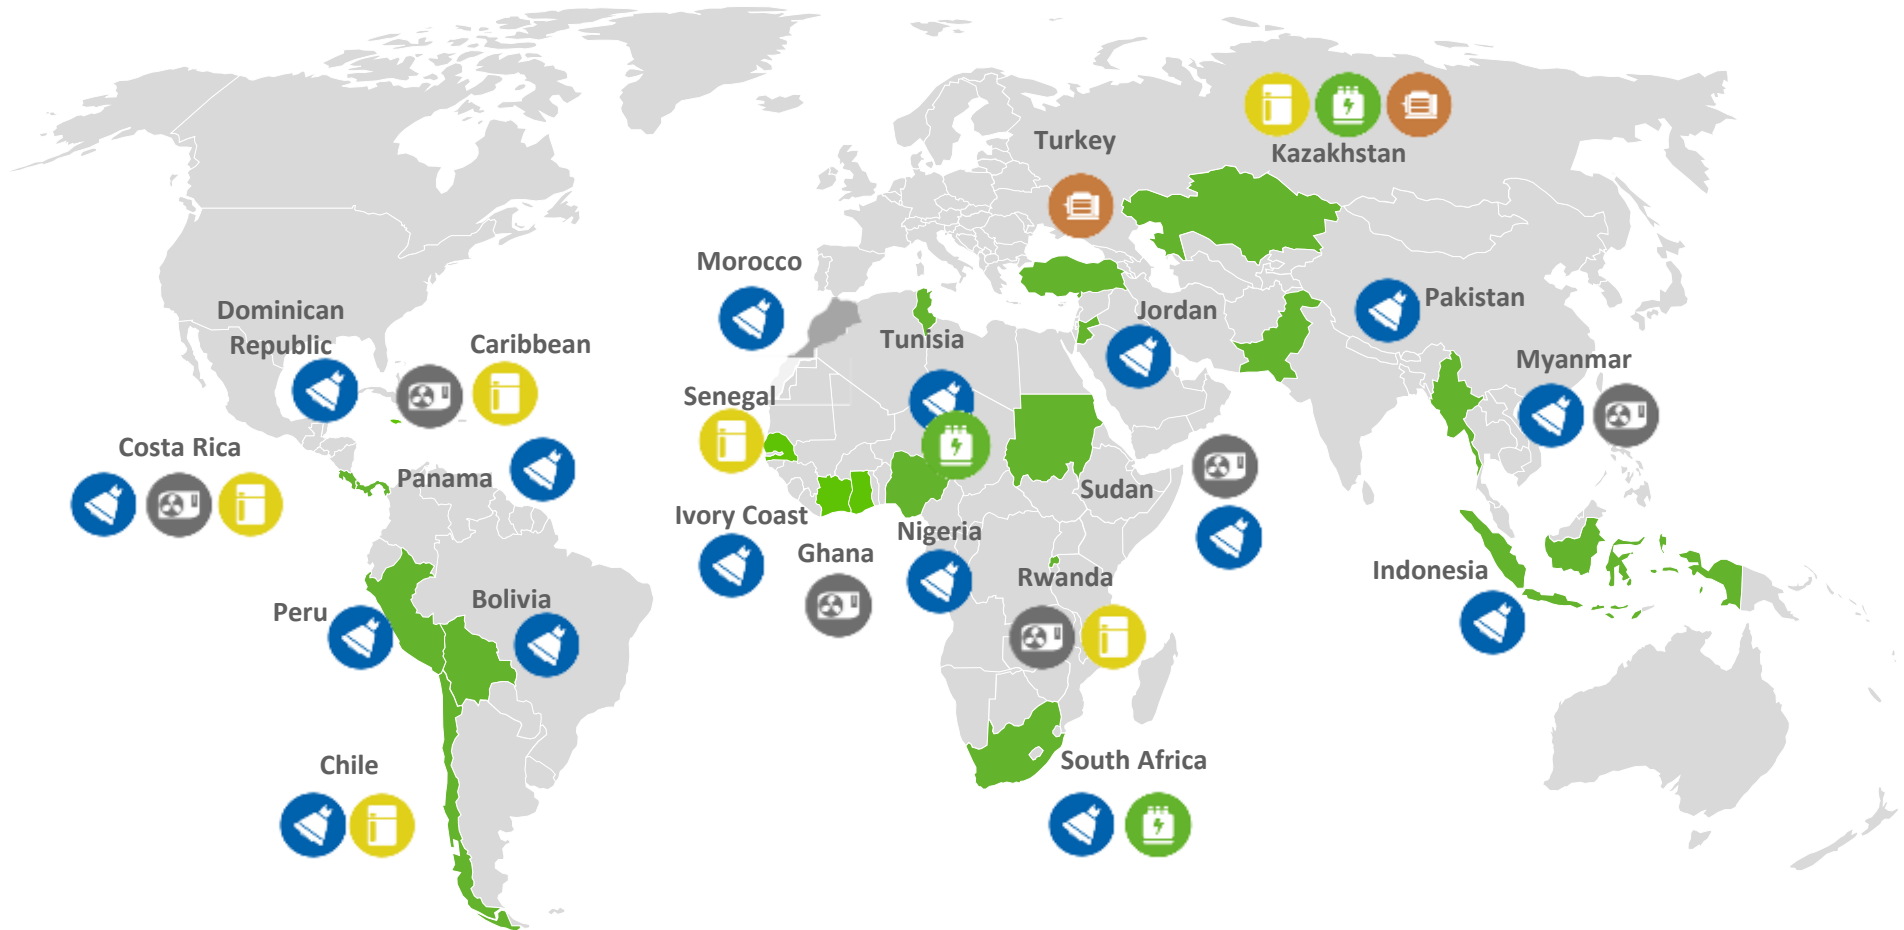 Turkey
Kazakhstan
Morocco
Dominican
Republic
Caribbean
Tunisia
Jordan
Pakistan
Myanmar
Senegal
Costa Rica
Panama
Sudan
Ivory Coast
Nigeria
Ghana
Rwanda
Indonesia
Peru
Bolivia
Chile
South Africa